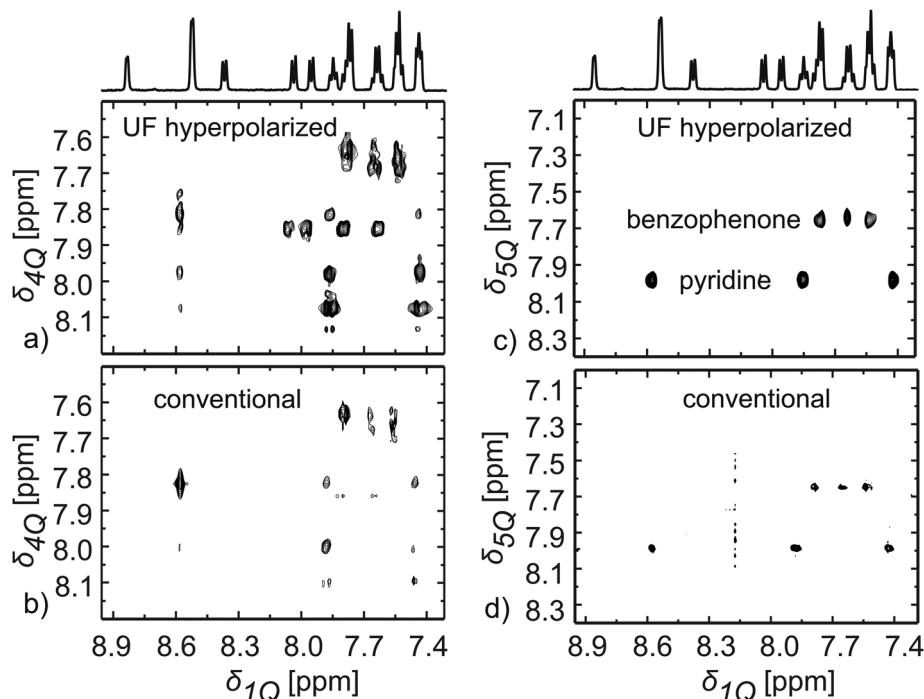 UF hyperpolarized
7.6
7.7
7.8
7.9
8.0
8.1
δ4Q [ppm]
a)
conventional
7.6
7.7
7.8
7.9
8.0
8.1
δ4Q [ppm]
b)
8.9 8.6 8.3 8.0 7.7 7.4
δ1Q [ppm]
UF hyperpolarized
7.1
7.3
7.5
7.7
7.9
8.1
8.3
δ5Q [ppm]
benzophenone
pyridine
c)
conventional
7.1
7.3
7.5
7.7
7.9
8.1
8.3
δ5Q [ppm]
d)
8.9 8.6 8.3 8.0 7.7 7.4
δ1Q [ppm]